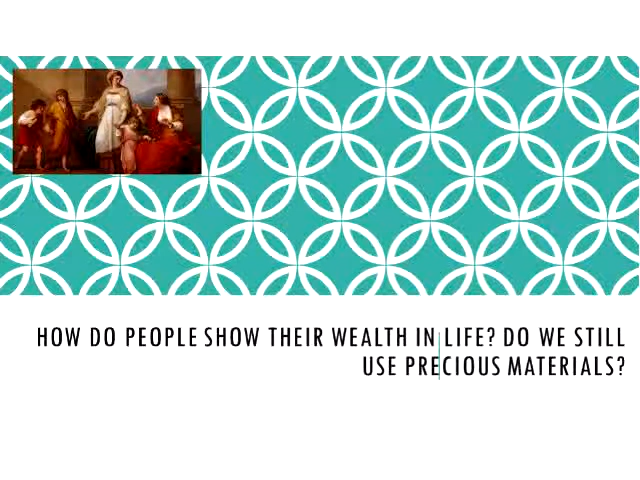 HOW DO PEOPLE SHOW THEIR WEALTH IN LIFE? DO WE STILL
USE PRECIOUS MATERIALS?